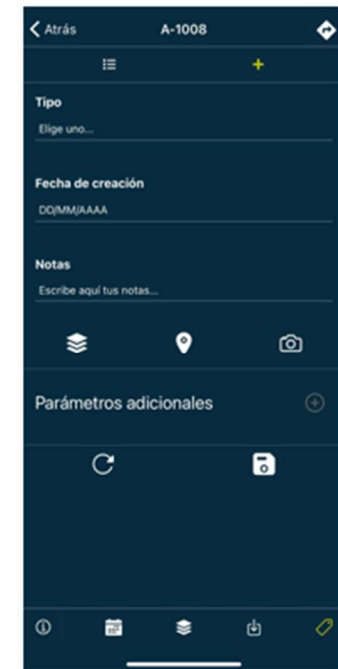 Atrás A-1008
Tipo
Elige uno...
Fecha de creación
DD/MM/AAAA
Notas
Escribe aquí tus notas...
Parámetros adicionales